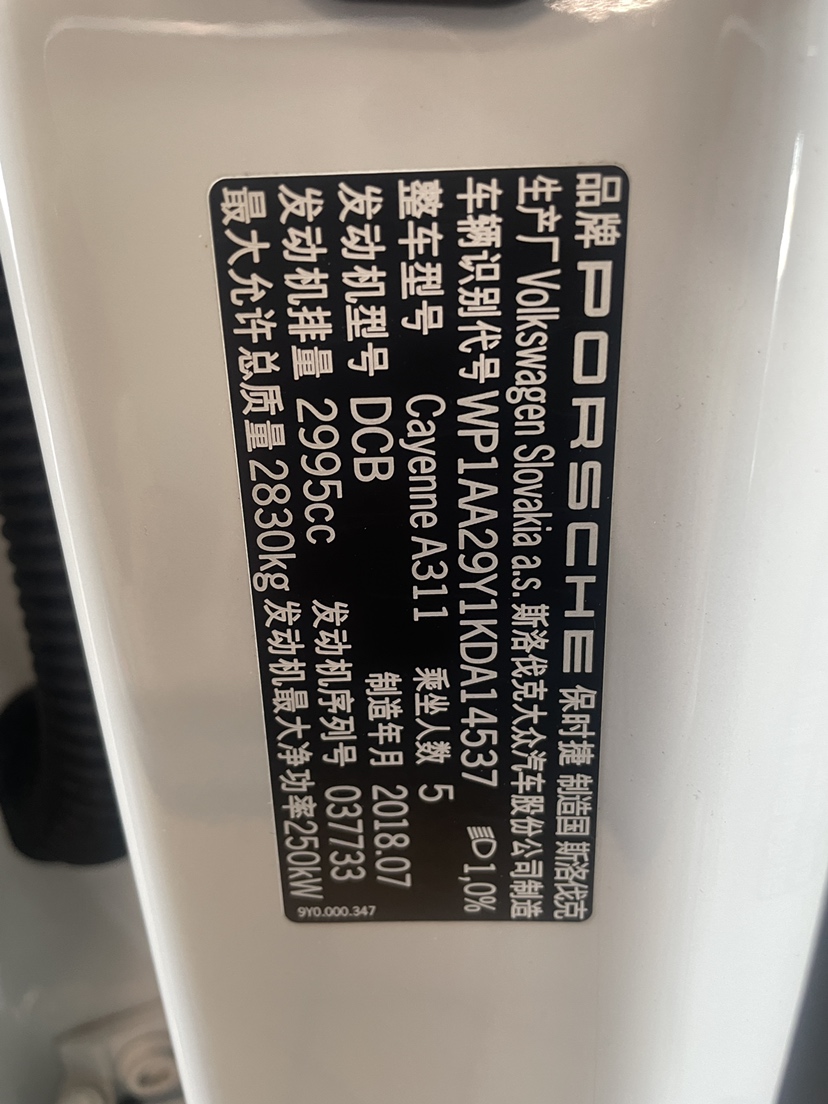 品牌 PORSCHE 保时捷 制造国 斯洛伐克
生产厂 Volkswagen Slovakia a.s. 斯洛伐克大众汽车股份公司制造
车辆识别代号 WP1AA29Y1KDA14537 1,0%
整车型号 Cayenne A311 乘坐人数 5
发动机型号 DCB 制造年月 2018.07
发动机排量 2995cc 发动机序列号 037733
最大允许总质量 2830kg 发动机最大净功率250kW
9Y0.000.347